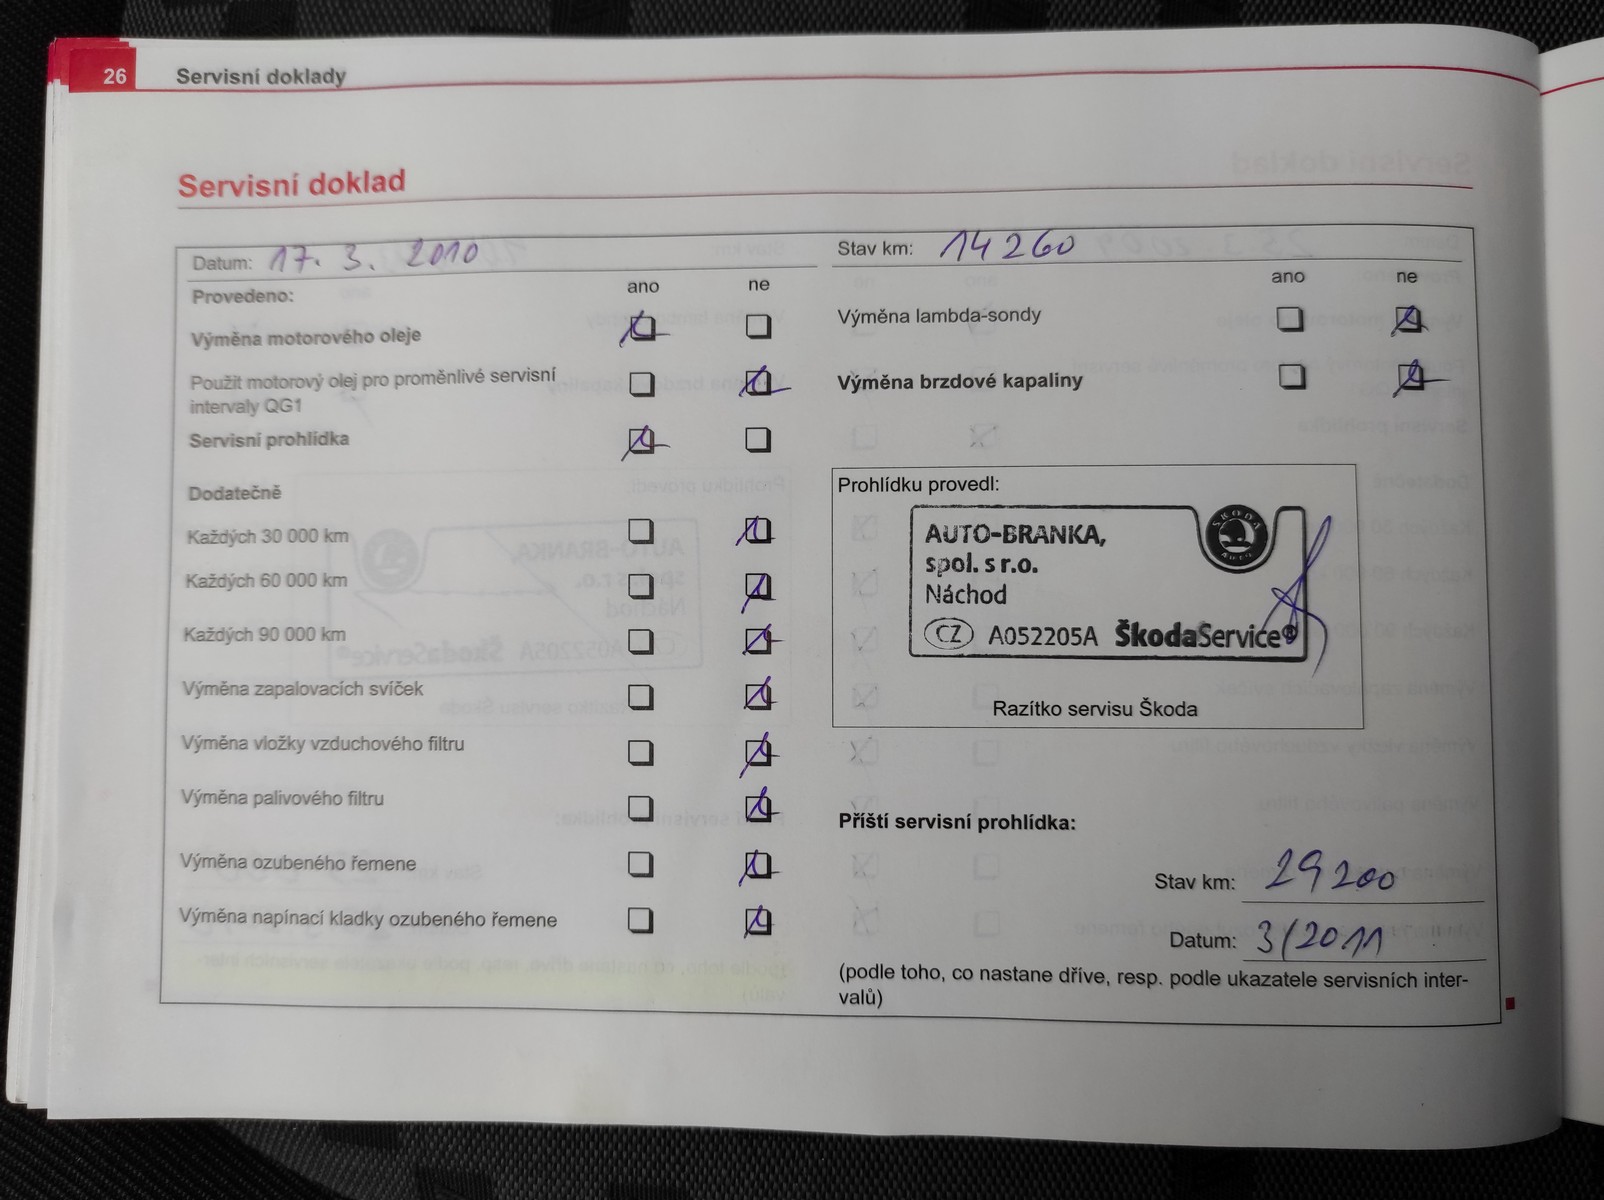 26 Servisní doklady
Servisní doklad
Datum: 17. 3. 2010
Provedeno: ano ne
Výměna motorového oleje
Použit motorový olej pro proměnlivé servisní
intervaly QG1
Servisní prohlídka
Dodatečně
Každých 30 000 km
Každých 60 000 km
Každých 90 000 km
Výměna zapalovacích svíček
Výměna vložky vzduchového filtru
Výměna palivového filtru
Výměna ozubeného řemene
Výměna napínací kladky ozubeného řemene
Stav km: 14260
ano ne
Výměna lambda-sondy
Výměna brzdové kapaliny
Prohlídku provedl:
AUTO-BRANKA,
spol. s r.o.
Náchod
CZ A052205A ŠkodaService®
ŠKODA
AUTO
Razítko servisu Škoda
Příští servisní prohlídka:
Stav km: 29200
Datum: 3/2011
(podle toho, co nastane dříve, resp. podle ukazatele servisních inter-
valů)